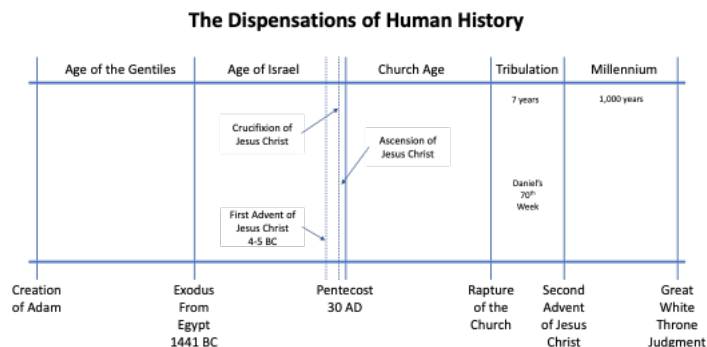 The Dispensations of Human History
Age of the Gentiles
Age of Israel
Church Age
Tribulation
Millennium
7 years
1,000 years
Crucifixion of
Jesus Christ
Ascension of
Jesus Christ
Daniel's
70th
Week
First Advent of
Jesus Christ
4-5 BC
Creation
of Adam
Exodus
From
Egypt
1441 BC
Pentecost
30 AD
Rapture
of the
Church
Second
Advent
of Jesus
Christ
Great
White
Throne
Judgment